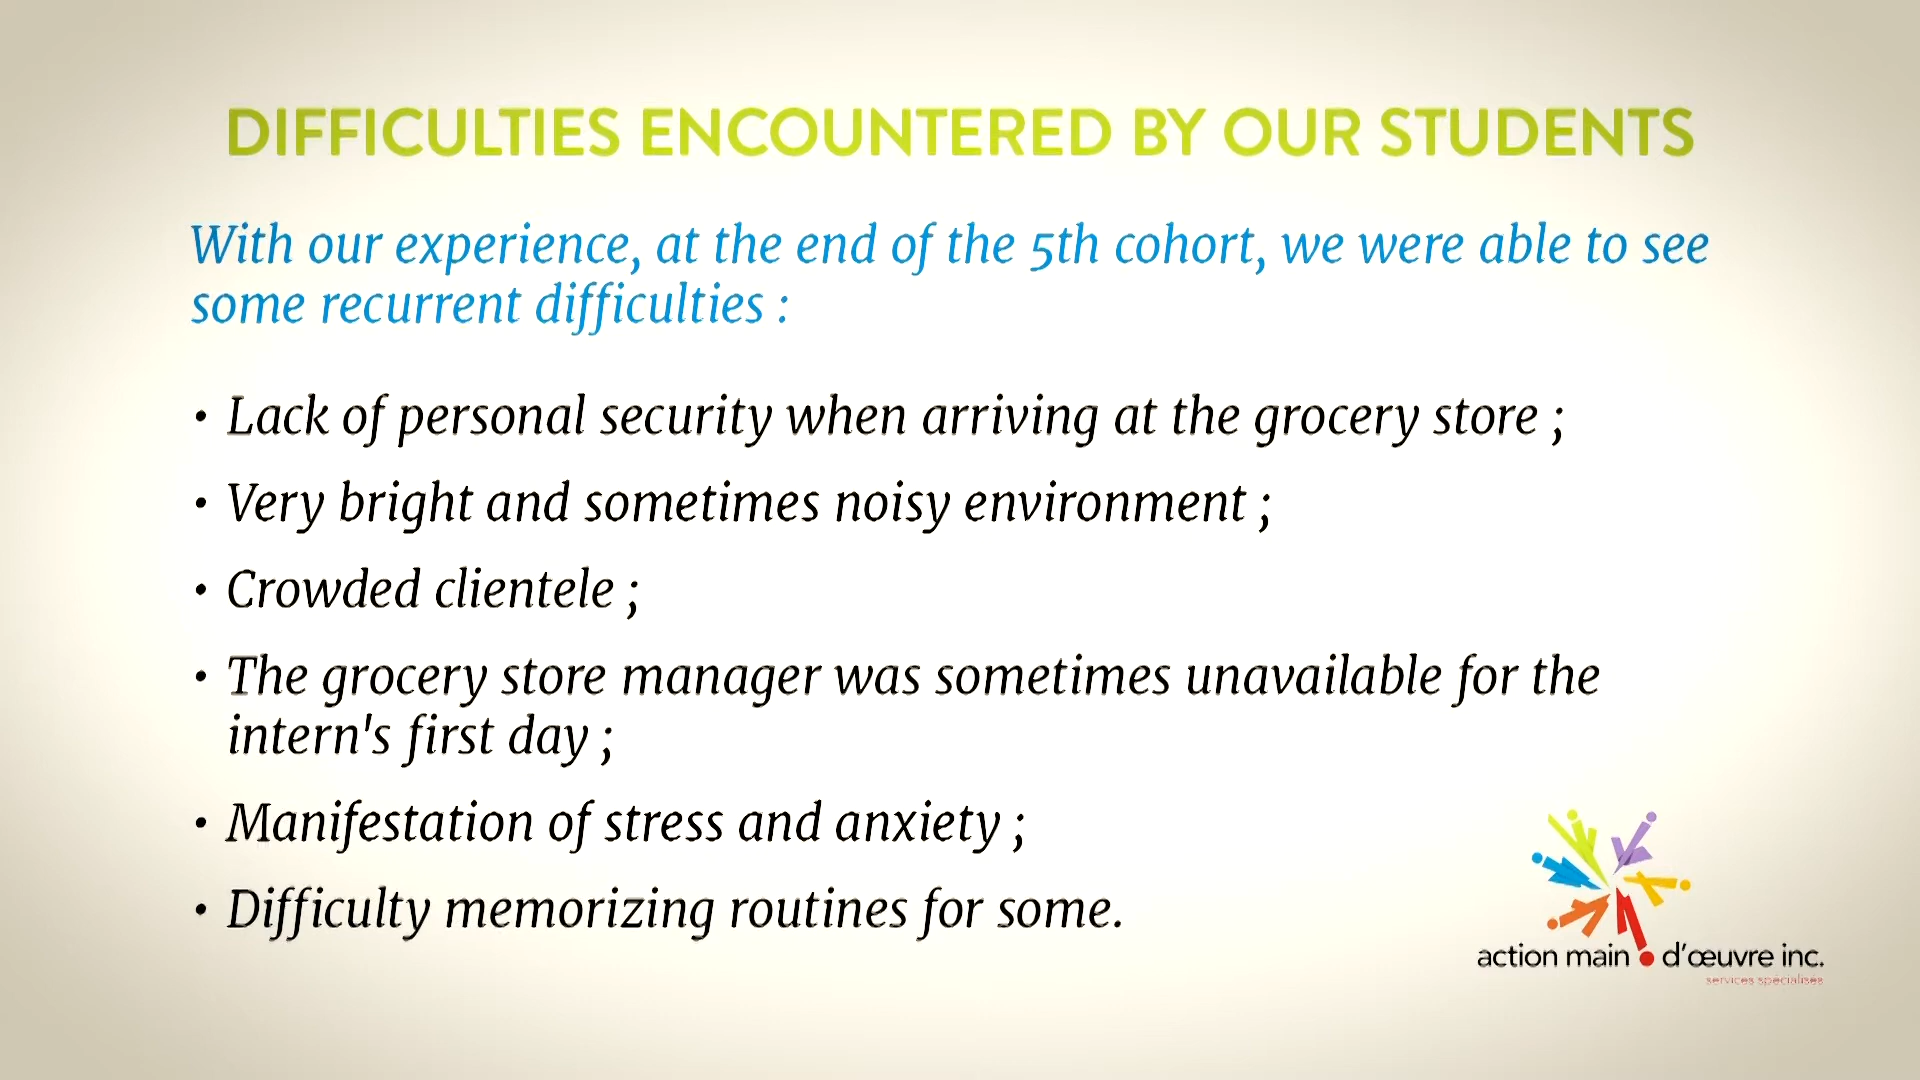 DIFFICULTIES ENCOUNTERED BY OUR STUDENTS
With our experience, at the end of the 5th cohort, we were able to see
some recurrent difficulties :
• Lack of personal security when arriving at the grocery store ;
• Very bright and sometimes noisy environment ;
• Crowded clientele ;
• The grocery store manager was sometimes unavailable for the
intern's first day ;
• Manifestation of stress and anxiety ;
• Difficulty memorizing routines for some.
action main d'œuvre inc.
services spécialisés